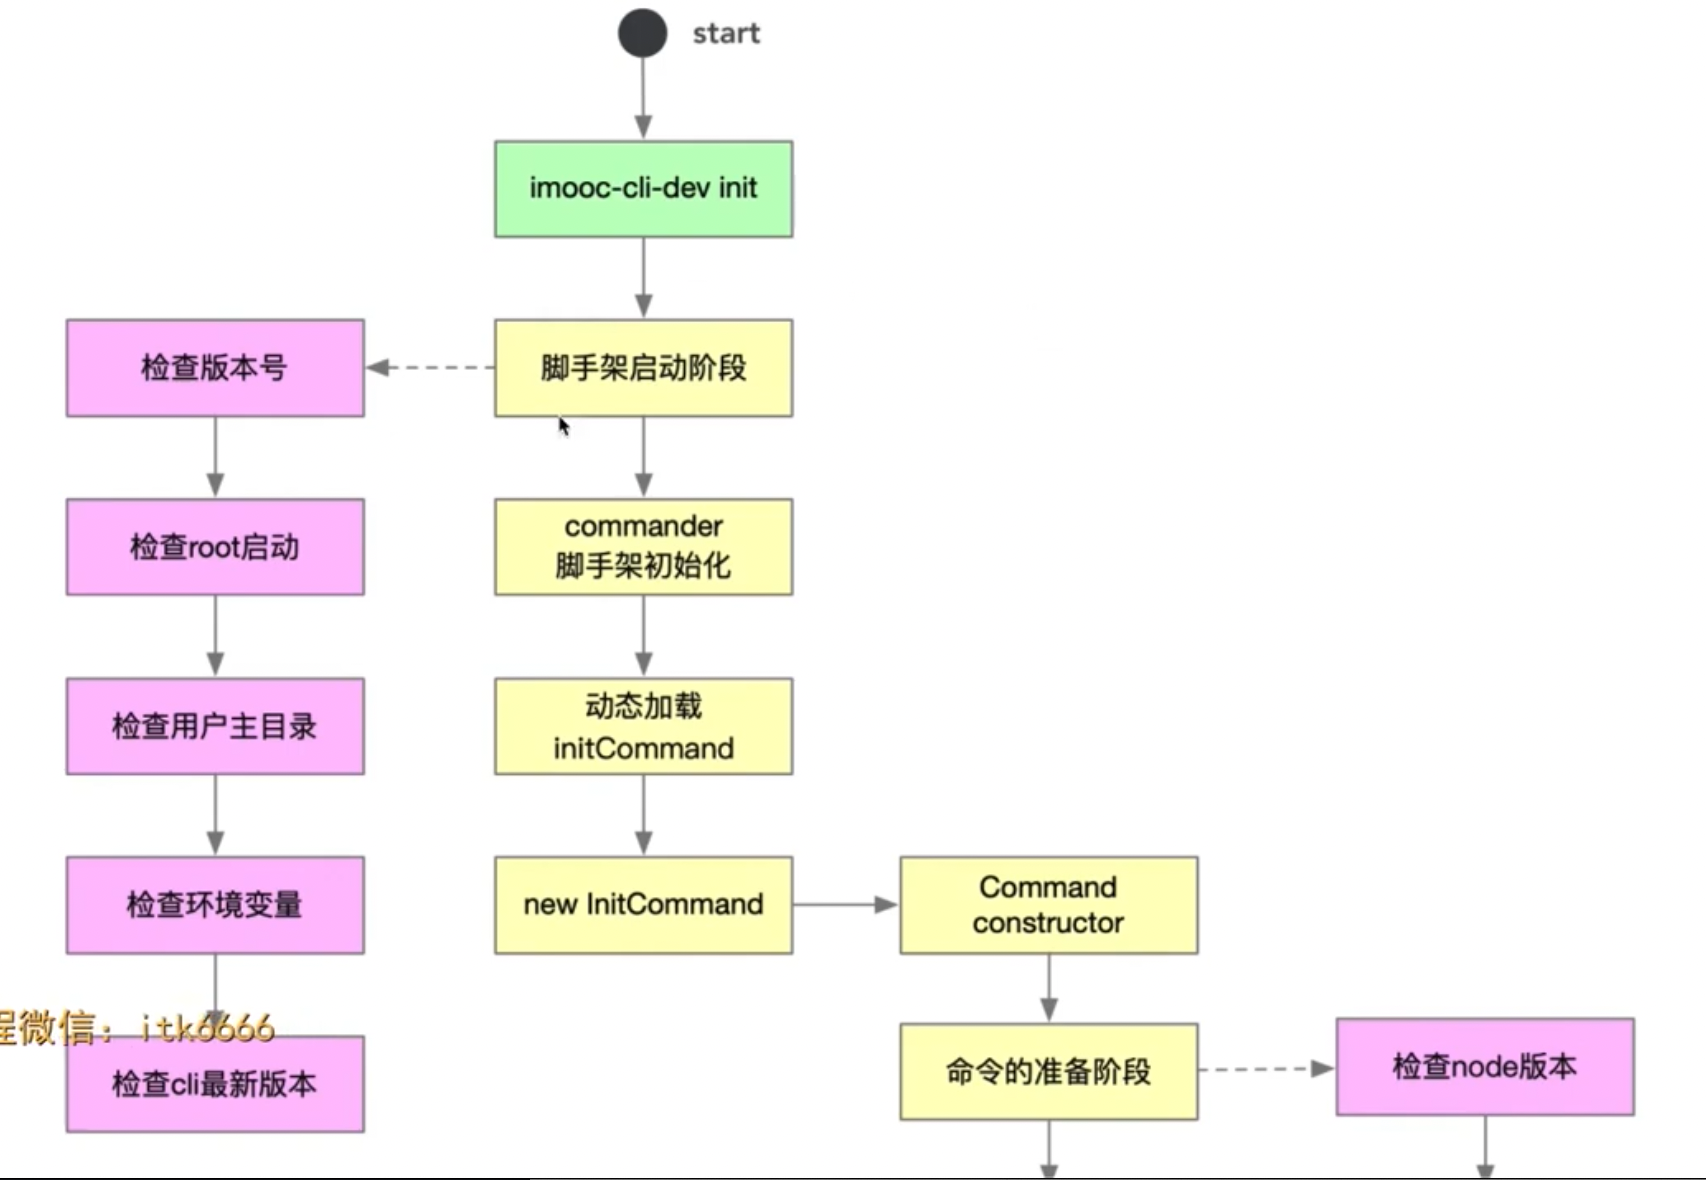 start
imooc-cli-dev init
检查版本号
脚手架启动阶段
检查root启动
commander
脚手架初始化
检查用户主目录
动态加载
initCommand
检查环境变量
new InitCommand
Command
constructor
程微信：itk6666
检查cli最新版本
命令的准备阶段
检查node版本